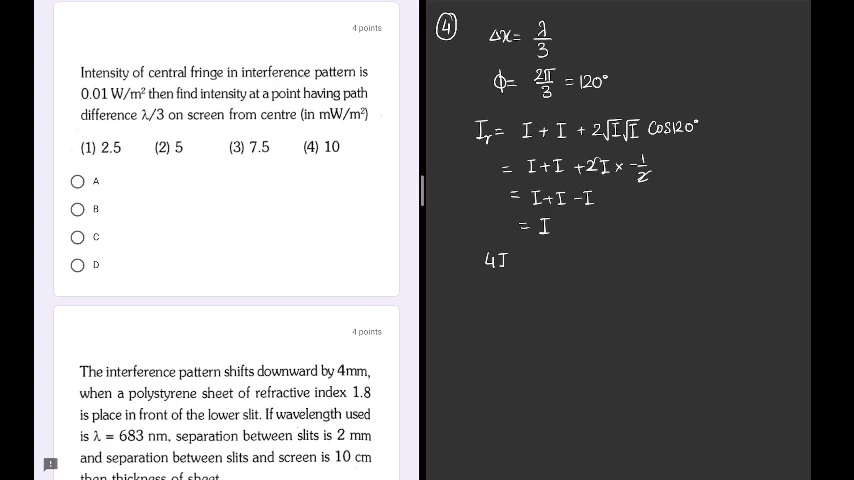 4 points
Intensity of central fringe in interference pattern is
0.01 W/m² then find intensity at a point having path
difference λ/3 on screen from centre (in mW/m²)
(1) 2.5 (2) 5 (3) 7.5 (4) 10
A
B
C
D
4 points
The interference pattern shifts downward by 4mm,
when a polystyrene sheet of refractive index 1.8
is place in front of the lower slit. If wavelength used
is λ = 683 nm, separation between slits is 2 mm
and separation between slits and screen is 10 cm
then thickness of sheet
④ Δx = λ/3
ϕ = 2π/3 = 120°
Iᵣ = I + I + 2√I√I cos120°
= I + I + 2I × -1/2
= I + I - I
= I
4I